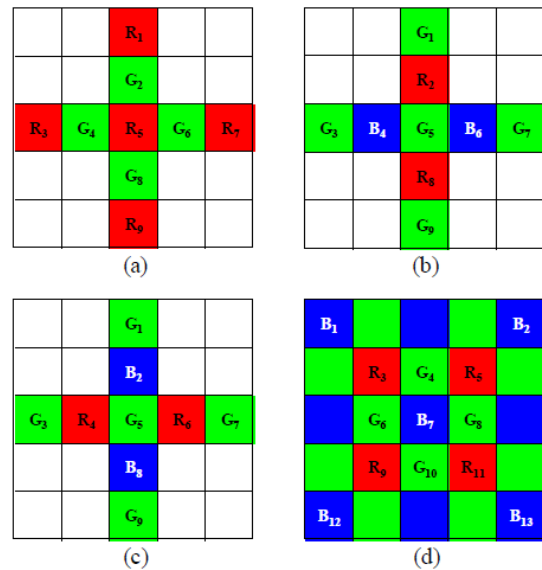 R₁ G₁
G₂ R₂
R₃ G₄ R₅ G₆ R₇ G₃ B₄ G₅ B₆ G₇
G₈ R₈
R₉ G₉
(a) (b)
G₁ B₁ B₂
B₂ R₃ G₄ R₅
G₃ R₄ G₅ R₆ G₇ G₆ B₇ G₈
B₈ R₉ G₁₀ R₁₁
G₉ B₁₂ B₁₃
(c) (d)